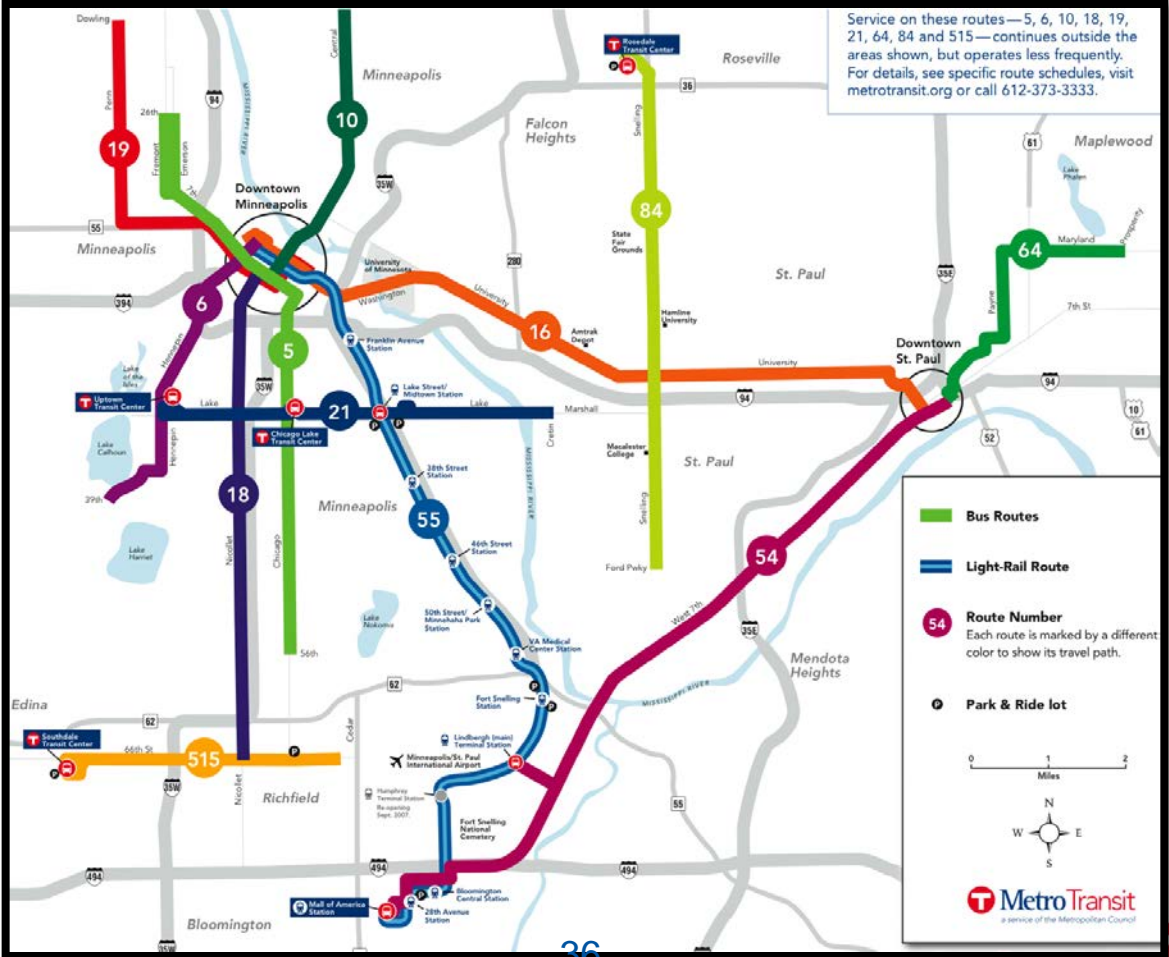 Service on these routes—5, 6, 10, 18, 19,
21, 64, 84 and 515—continues outside the
areas shown, but operates less frequently.
For details, see specific route schedules, visit
metrotransit.org or call 612-373-3333.
Dowling
Central
Minneapolis
T Rosedale
Transit Center
P
Roseville
36
94
Penn
26th
Fremont
Emerson
7th
MISSISSIPPI RIVER
10
19
Falcon
Heights
Snelling
61
Maplewood
Lake
Phalen
35W
Downtown
Minneapolis
84
55
Minneapolis
State
Fair
Grounds
64
Maryland
Prosperity
University
of Minnesota
Washington
280
University
St. Paul
35E
394
6
Hennepin
16
Amtrak
Depot
Hamline
University
Payne
7th St
5
Franklin Avenue
Station
Downtown
St. Paul
Lake
of the
Isles
35W
Lake Street/
Midtown Station
University
94
94
T Uptown
Transit Center
Lake
21
Lake
Marshall
P P
10
61
T Chicago Lake
Transit Center
Cretin
52
Lake
Calhoun
Hennepin
Macalester
College
St. Paul
39th
18
38th Street
Station
MISSISSIPPI RIVER
Minneapolis
55
Snelling
Lake
Harriet
Nicollet
Chicago
46th Street
Station
54
Ford Pkwy
50th Street/
Minnehaha Park
Station
Lake
Nokomis
West 7th
35E
VA Medical
Center Station
56th
Mendota
Heights
62
P
Fort Snelling
Station
P
MISSISSIPPI RIVER
Edina
62
Cedar
T Southdale
Transit Center
P
66th St
515
P
Lindbergh (main)
Terminal Station
Minneapolis/St. Paul
International Airport
35W
Nicollet
Richfield
Humphrey
Terminal Station
Re-opening
Sept. 2007
55
Fort Snelling
National
Cemetery
494
494
494
P
Bloomington
Central Station
Mall of America
Station
28th Avenue
Station
Bloomington
35W
35W
Bus Routes
Light-Rail Route
54
Route Number
Each route is marked by a different
color to show its travel path.
P
Park & Ride lot
0 1 2
Miles
N
W E
S
T MetroTransit
a service of the Metropolitan Council
36